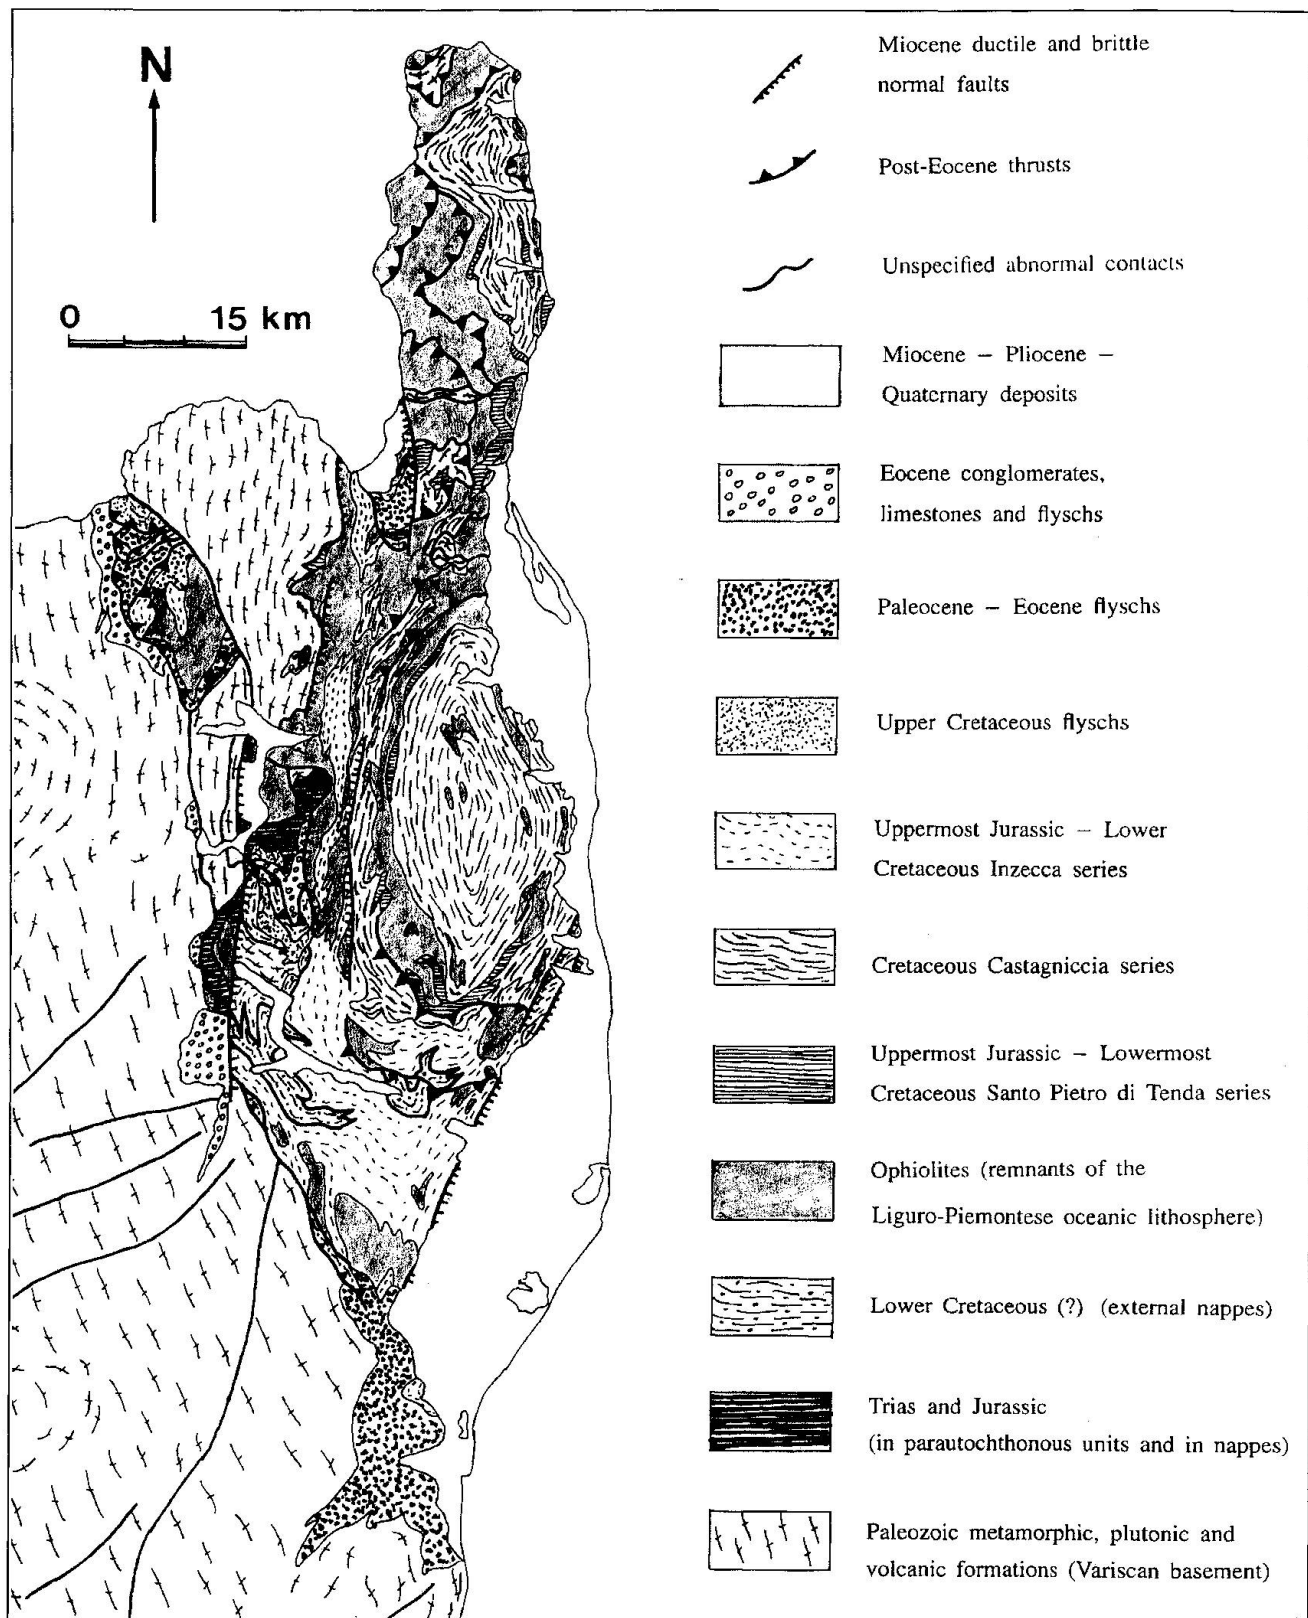 N
0 15 km
Miocene ductile and brittle
normal faults
Post-Eocene thrusts
Unspecified abnormal contacts
Miocene – Pliocene –
Quaternary deposits
Eocene conglomerates,
limestones and flyschs
Paleocene – Eocene flyschs
Upper Cretaceous flyschs
Uppermost Jurassic – Lower
Cretaceous Inzecca series
Cretaceous Castagniccia series
Uppermost Jurassic – Lowermost
Cretaceous Santo Pietro di Tenda series
Ophiolites (remnants of the
Liguro-Piemontese oceanic lithosphere)
Lower Cretaceous (?) (external nappes)
Trias and Jurassic
(in parautochthonous units and in nappes)
Paleozoic metamorphic, plutonic and
volcanic formations (Variscan basement)